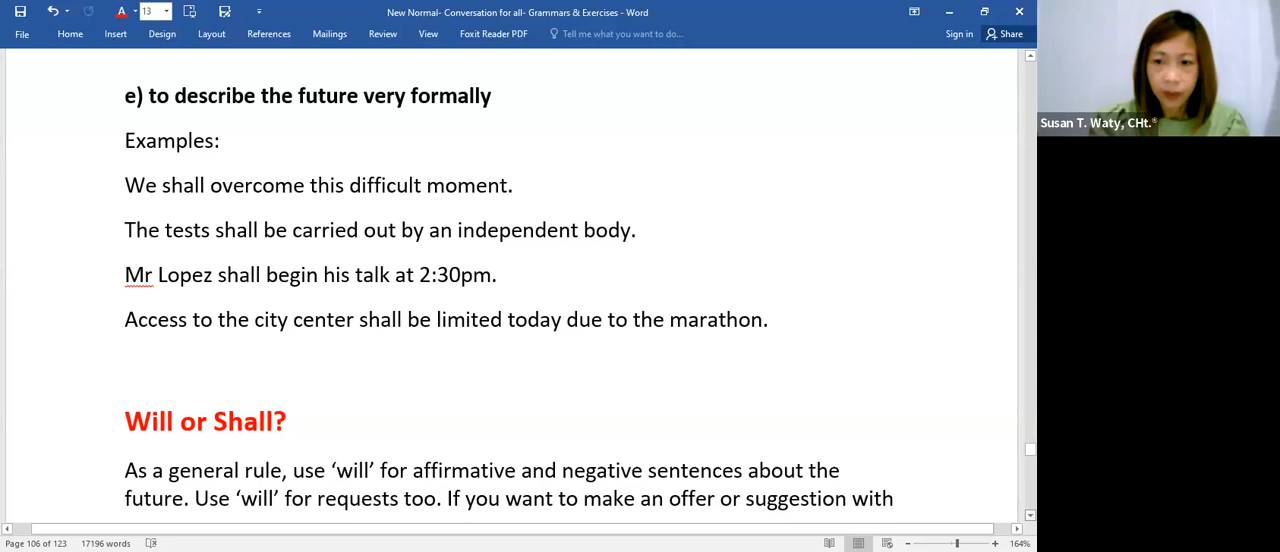 13
New Normal- Conversation for all- Grammars & Exercises - Word
File Home Insert Design Layout References Mailings Review View Foxit Reader PDF Tell me what you want to do... Sign in Share
e) to describe the future very formally
Examples:
We shall overcome this difficult moment.
The tests shall be carried out by an independent body.
Mr Lopez shall begin his talk at 2:30pm.
Access to the city center shall be limited today due to the marathon.
Will or Shall?
As a general rule, use ‘will’ for affirmative and negative sentences about the
future. Use ‘will’ for requests too. If you want to make an offer or suggestion with
Page 106 of 123 17196 words 164%
Susan T. Waty, CHt.®